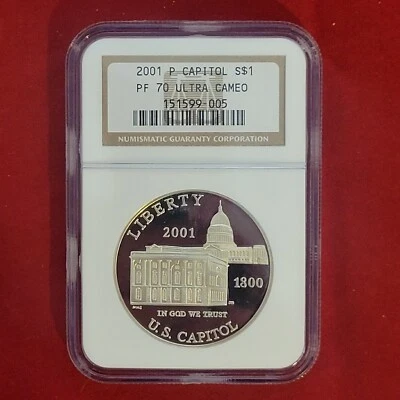 2001 P CAPITOL S$1
PF 70 ULTRA CAMEO
151599-005
NUMISMATIC GUARANTY CORPORATION
LIBERTY
2001
1800
IN GOD WE TRUST
U.S. CAPITOL